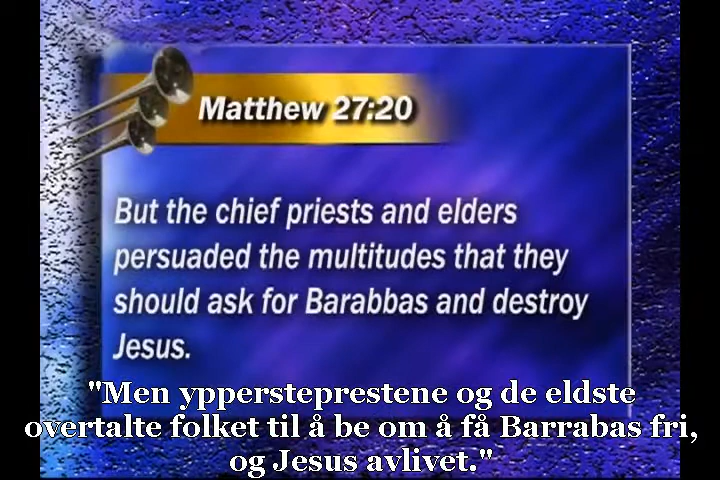 Matthew 27:20
But the chief priests and elders
persuaded the multitudes that they
should ask for Barabbas and destroy
Jesus.
"Men yppersteprestene og de eldste
overtalte folket til å be om å få Barrabas fri,
og Jesus avlivet."